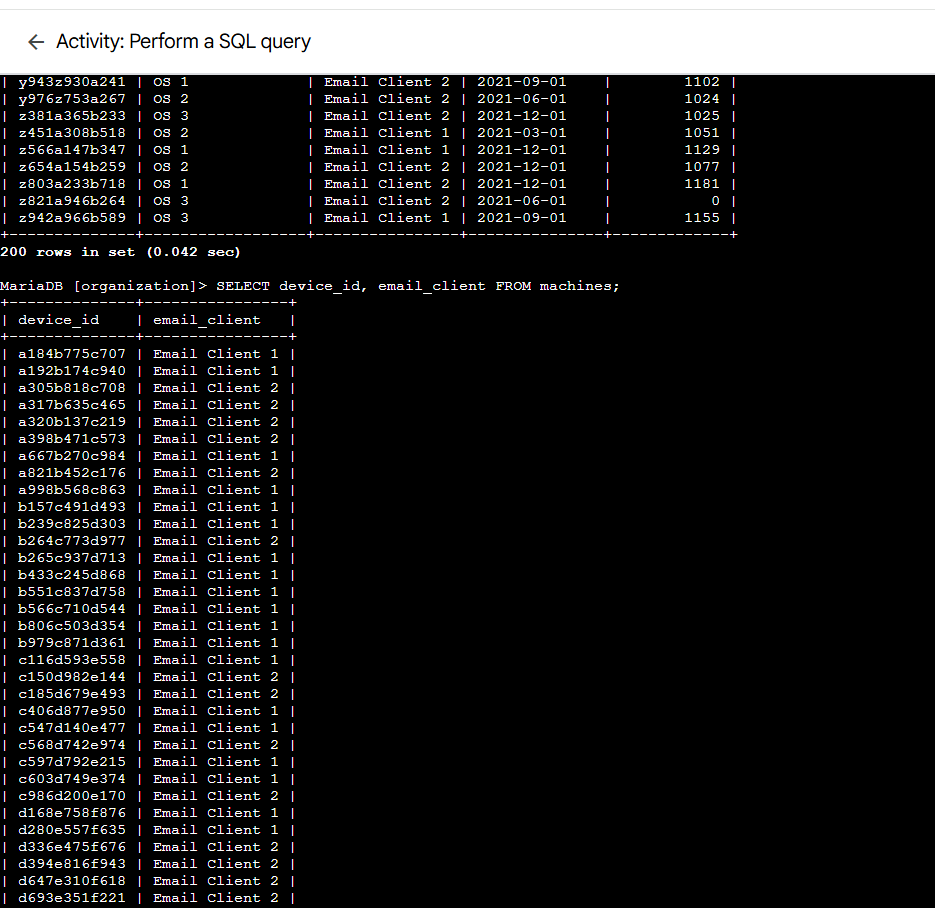 ← Activity: Perform a SQL query
| y943z930a241 | OS 1 | Email Client 2 | 2021-09-01 | 1102 |
| y976z753a267 | OS 2 | Email Client 2 | 2021-06-01 | 1024 |
| z381a365b233 | OS 3 | Email Client 2 | 2021-12-01 | 1025 |
| z451a308b518 | OS 2 | Email Client 1 | 2021-03-01 | 1051 |
| z566a147b347 | OS 1 | Email Client 1 | 2021-12-01 | 1129 |
| z654a154b259 | OS 2 | Email Client 2 | 2021-12-01 | 1077 |
| z803a233b718 | OS 1 | Email Client 2 | 2021-12-01 | 1181 |
| z821a946b264 | OS 3 | Email Client 2 | 2021-06-01 | 0 |
| z942a966b589 | OS 3 | Email Client 1 | 2021-09-01 | 1155 |
+--------------+------------------+----------------+---------------+-------------+
200 rows in set (0.042 sec)
MariaDB [organization]> SELECT device_id, email_client FROM machines;
+--------------+----------------+
| device_id | email_client |
+--------------+----------------+
| a184b775c707 | Email Client 1 |
| a192b174c940 | Email Client 1 |
| a305b818c708 | Email Client 2 |
| a317b635c465 | Email Client 2 |
| a320b137c219 | Email Client 2 |
| a398b471c573 | Email Client 2 |
| a667b270c984 | Email Client 1 |
| a821b452c176 | Email Client 2 |
| a998b568c863 | Email Client 1 |
| b157c491d493 | Email Client 1 |
| b239c825d303 | Email Client 1 |
| b264c773d977 | Email Client 2 |
| b265c937d713 | Email Client 1 |
| b433c245d868 | Email Client 1 |
| b551c837d758 | Email Client 1 |
| b566c710d544 | Email Client 1 |
| b806c503d354 | Email Client 1 |
| b979c871d361 | Email Client 1 |
| c116d593e558 | Email Client 1 |
| c150d982e144 | Email Client 2 |
| c185d679e493 | Email Client 2 |
| c406d877e950 | Email Client 1 |
| c547d140e477 | Email Client 1 |
| c568d742e974 | Email Client 2 |
| c597d792e215 | Email Client 1 |
| c603d749e374 | Email Client 1 |
| c986d200e170 | Email Client 2 |
| d168e758f876 | Email Client 1 |
| d280e557f635 | Email Client 1 |
| d336e475f676 | Email Client 2 |
| d394e816f943 | Email Client 2 |
| d647e310f618 | Email Client 2 |
| d693e351f221 | Email Client 2 |